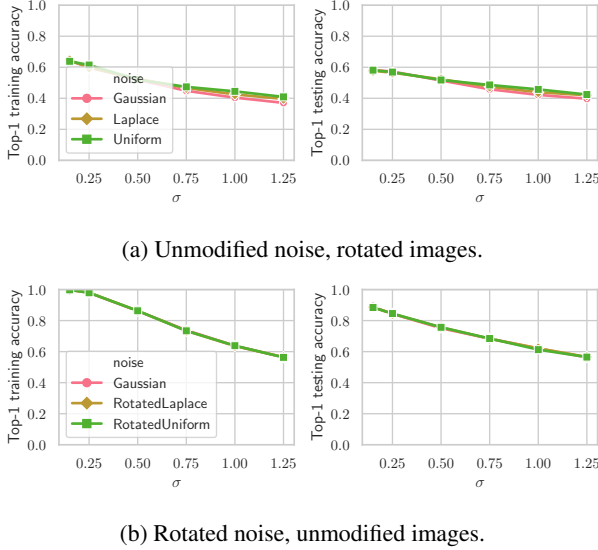 Top-1 training accuracy
1.0
0.8
0.6
0.4
0.2
0.0
noise
Gaussian
Laplace
Uniform
0.25 0.50 0.75 1.00 1.25
σ
Top-1 testing accuracy
1.0
0.8
0.6
0.4
0.2
0.0
0.25 0.50 0.75 1.00 1.25
σ
(a) Unmodified noise, rotated images.
Top-1 training accuracy
1.0
0.8
0.6
0.4
0.2
0.0
noise
Gaussian
RotatedLaplace
RotatedUniform
0.25 0.50 0.75 1.00 1.25
σ
Top-1 testing accuracy
1.0
0.8
0.6
0.4
0.2
0.0
0.25 0.50 0.75 1.00 1.25
σ
(b) Rotated noise, unmodified images.